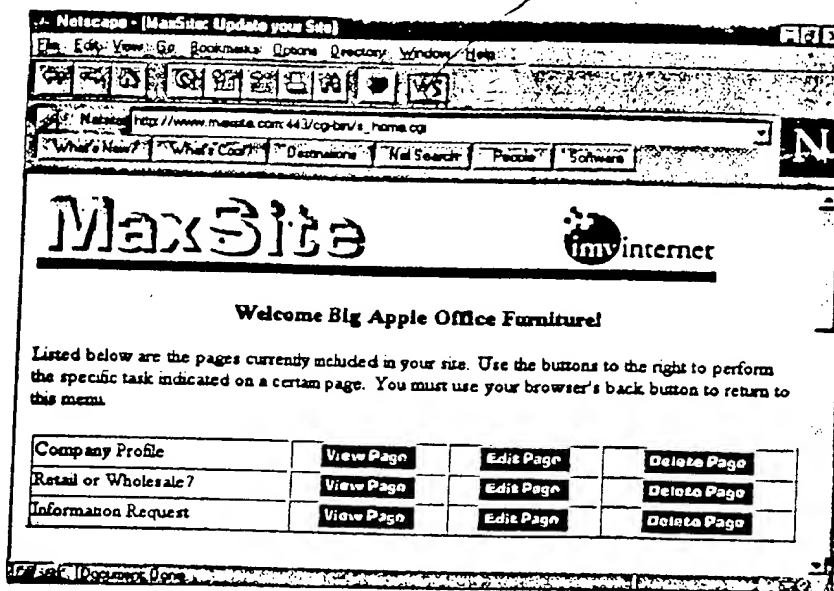 Netscape - [MaxSite: Update your Site]
File Edit View Go Bookmarks Options Directory Window Help
http://www.maxsite.com:443/cgi-bin/s_home.cgi
What's New? What's Cool? Destinations Net Search People Software
N
MaxSite
imv internet
Welcome Big Apple Office Furniture!
Listed below are the pages currently included in your site. Use the buttons to the right to perform
the specific task indicated on a certain page. You must use your browser's back button to return to
this menu.
Company Profile View Page Edit Page Delete Page
Retail or Wholesale? View Page Edit Page Delete Page
Information Request View Page Edit Page Delete Page
Document: Done